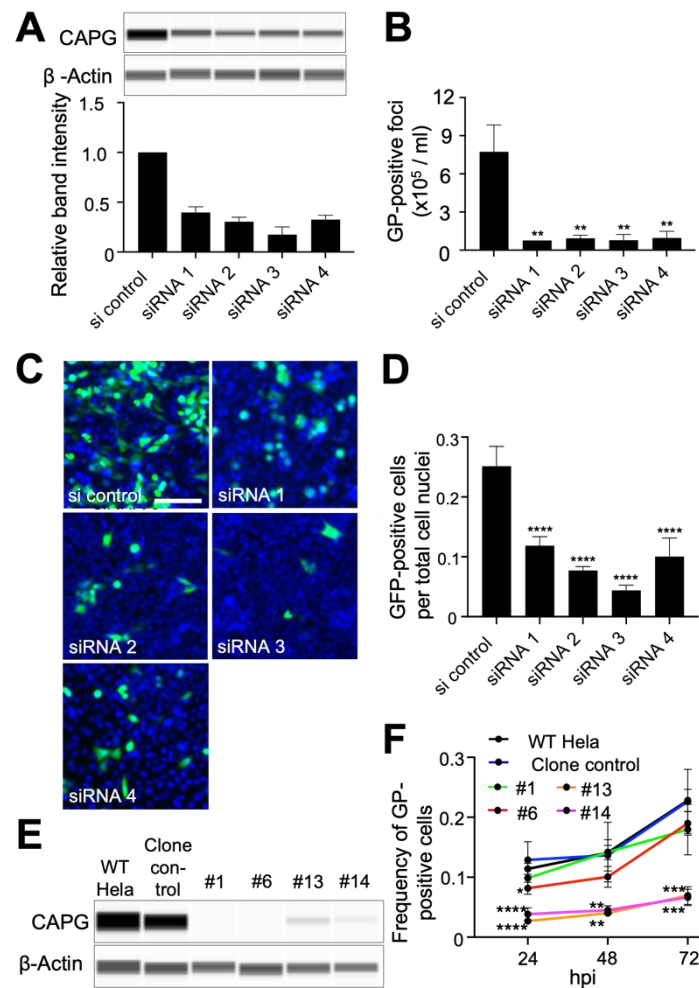 A
CAPG
β -Actin
Relative band intensity
1.5
1.0
0.5
0
si control
siRNA 1
siRNA 2
siRNA 3
siRNA 4
B
GP-positive foci
(x10⁵ / ml)
12
9
6
3
0
**
**
**
**
si control
siRNA 1
siRNA 2
siRNA 3
siRNA 4
C
si control
siRNA 1
siRNA 2
siRNA 3
siRNA 4
D
GFP-positive cells
per total cell nuclei
0.3
0.2
0.1
0
****
****
****
****
si control
siRNA 1
siRNA 2
siRNA 3
siRNA 4
E
WT
Hela
Clone
con-
trol
#1
#6
#13
#14
CAPG
β-Actin
F
WT Hela
Clone control
#1
#13
#6
#14
Frequency of GP-
positive cells
0.3
0.2
0.1
0
*
****
****
**
**
***
***
24
48
72
hpi